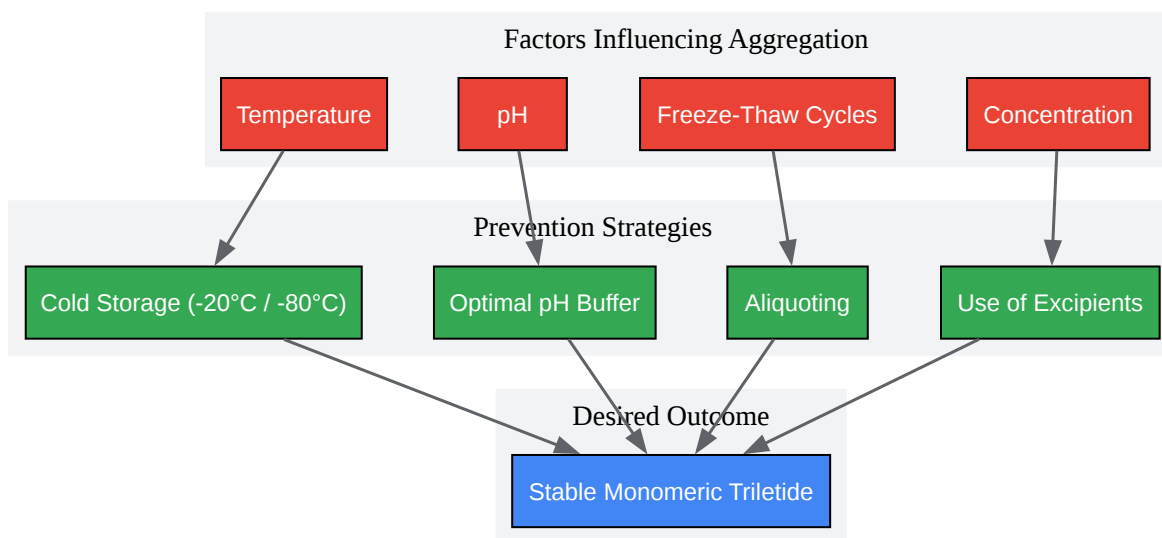 Factors Influencing Aggregation
Temperature
pH
Freeze-Thaw Cycles
Concentration
Prevention Strategies
Cold Storage (-20°C / -80°C)
Optimal pH Buffer
Aliquoting
Use of Excipients
Desired Outcome
Stable Monomeric Triletide